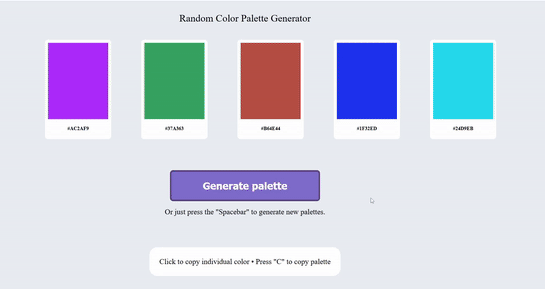 Random Color Palette Generator
#AC2AF9 #37A363 #B64E44 #1F32ED #24D9EB
Generate palette
Or just press the "Spacebar" to generate new palettes.
Click to copy individual color • Press "C" to copy palette